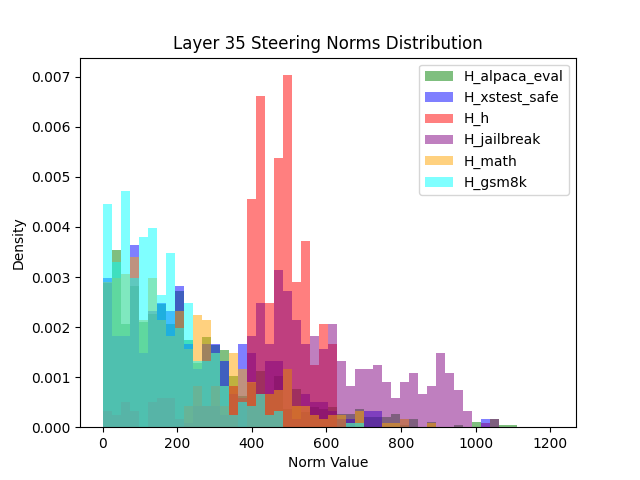 Layer 35 Steering Norms Distribution
0.007
0.006
0.005
0.004
0.003
0.002
0.001
0.000
Density
H_alpaca_eval
H_xstest_safe
H_h
H_jailbreak
H_math
H_gsm8k
0 200 400 600 800 1000 1200
Norm Value